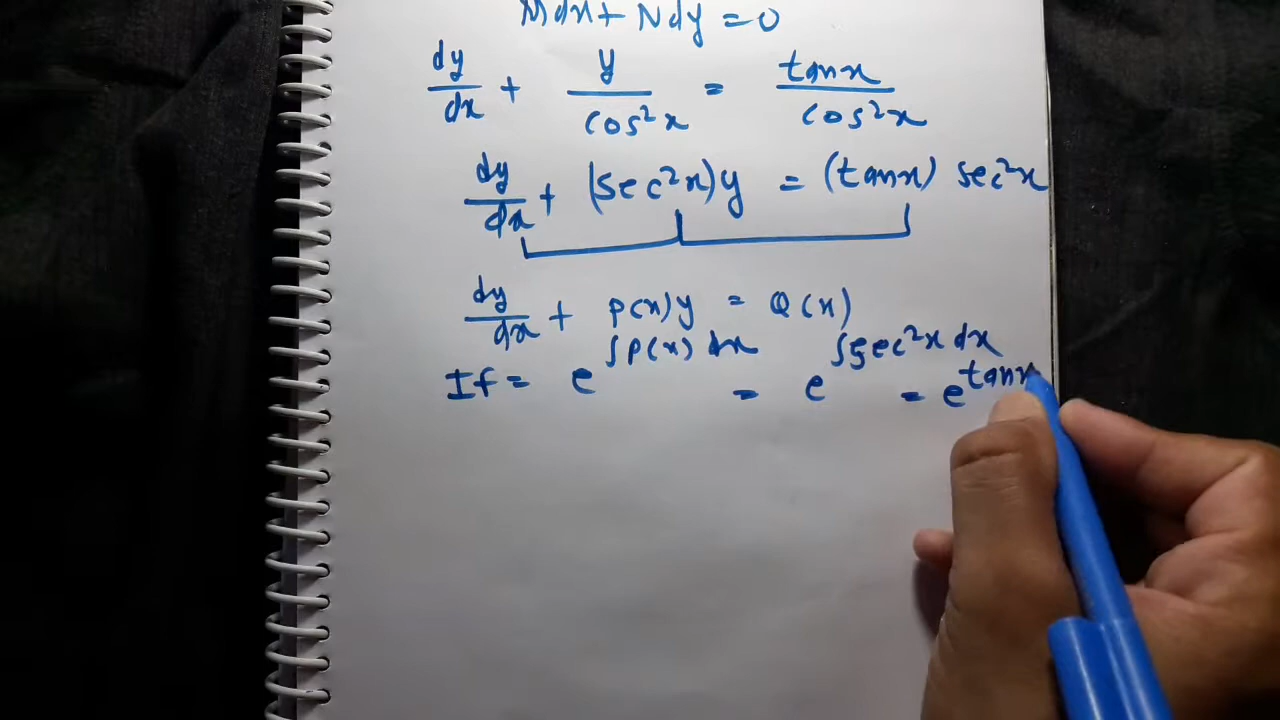 Mdx + Ndy = 0
dy/dx + y/cos²x = tanx/cos²x
dy/dx + (sec²x)y = (tanx) sec²x
dy/dx + p(x)y = Q(x)
If = e^∫p(x) dx = e^∫sec²x dx = e^tanx